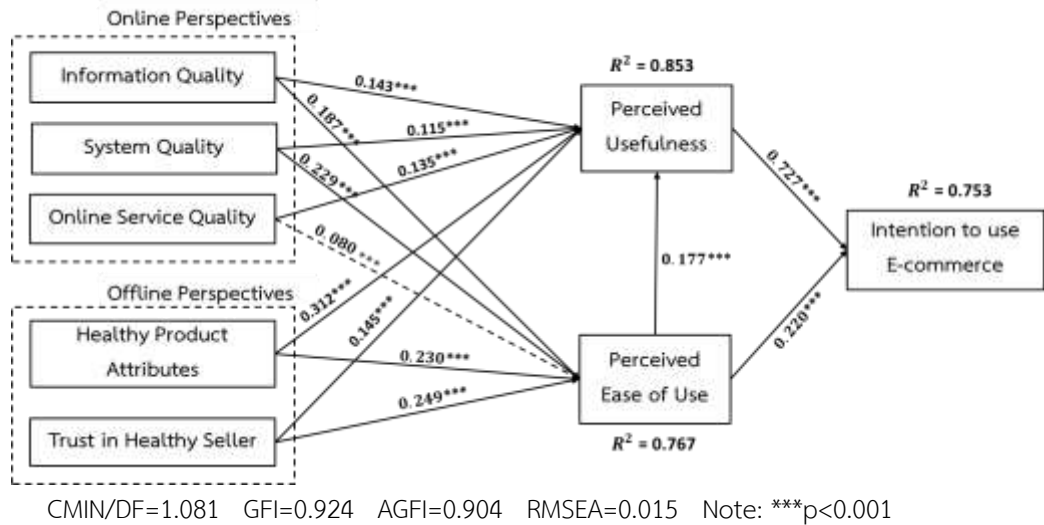 Online Perspectives
Information Quality
System Quality
Online Service Quality
Offline Perspectives
Healthy Product
Attributes
Trust in Healthy Seller
0.143***
0.187***
0.115***
0.229***
0.135***
0.080 ***
0.312***
0.145***
0.230***
0.249***
R² = 0.853
Perceived
Usefulness
0.177***
Perceived
Ease of Use
R² = 0.767
0.727***
0.220***
R² = 0.753
Intention to use
E-commerce
CMIN/DF=1.081 GFI=0.924 AGFI=0.904 RMSEA=0.015 Note: ***p<0.001